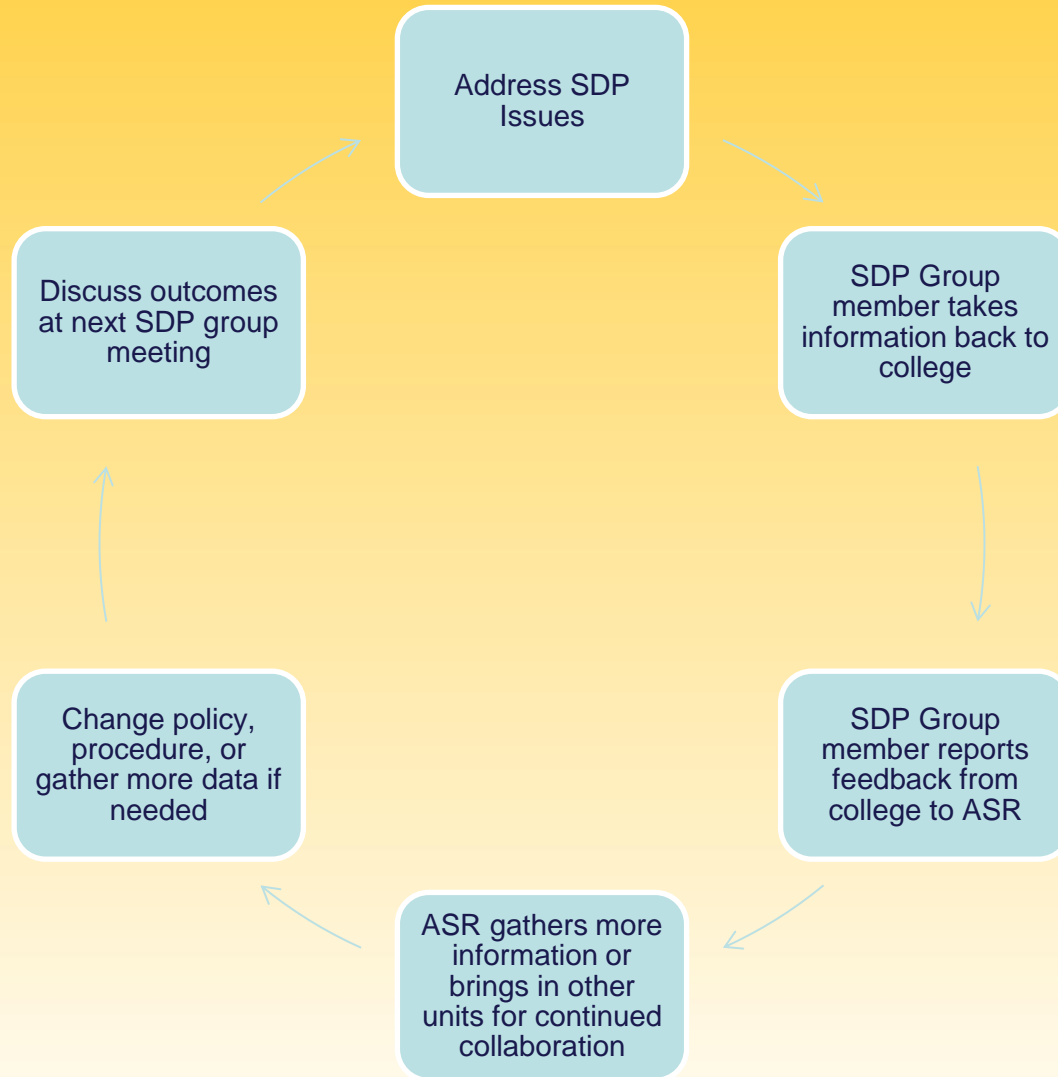 Address SDP
Issues
SDP Group
member takes
information back to
college
SDP Group
member reports
feedback from
college to ASR
ASR gathers more
information or
brings in other
units for continued
collaboration
Change policy,
procedure, or
gather more data if
needed
Discuss outcomes
at next SDP group
meeting